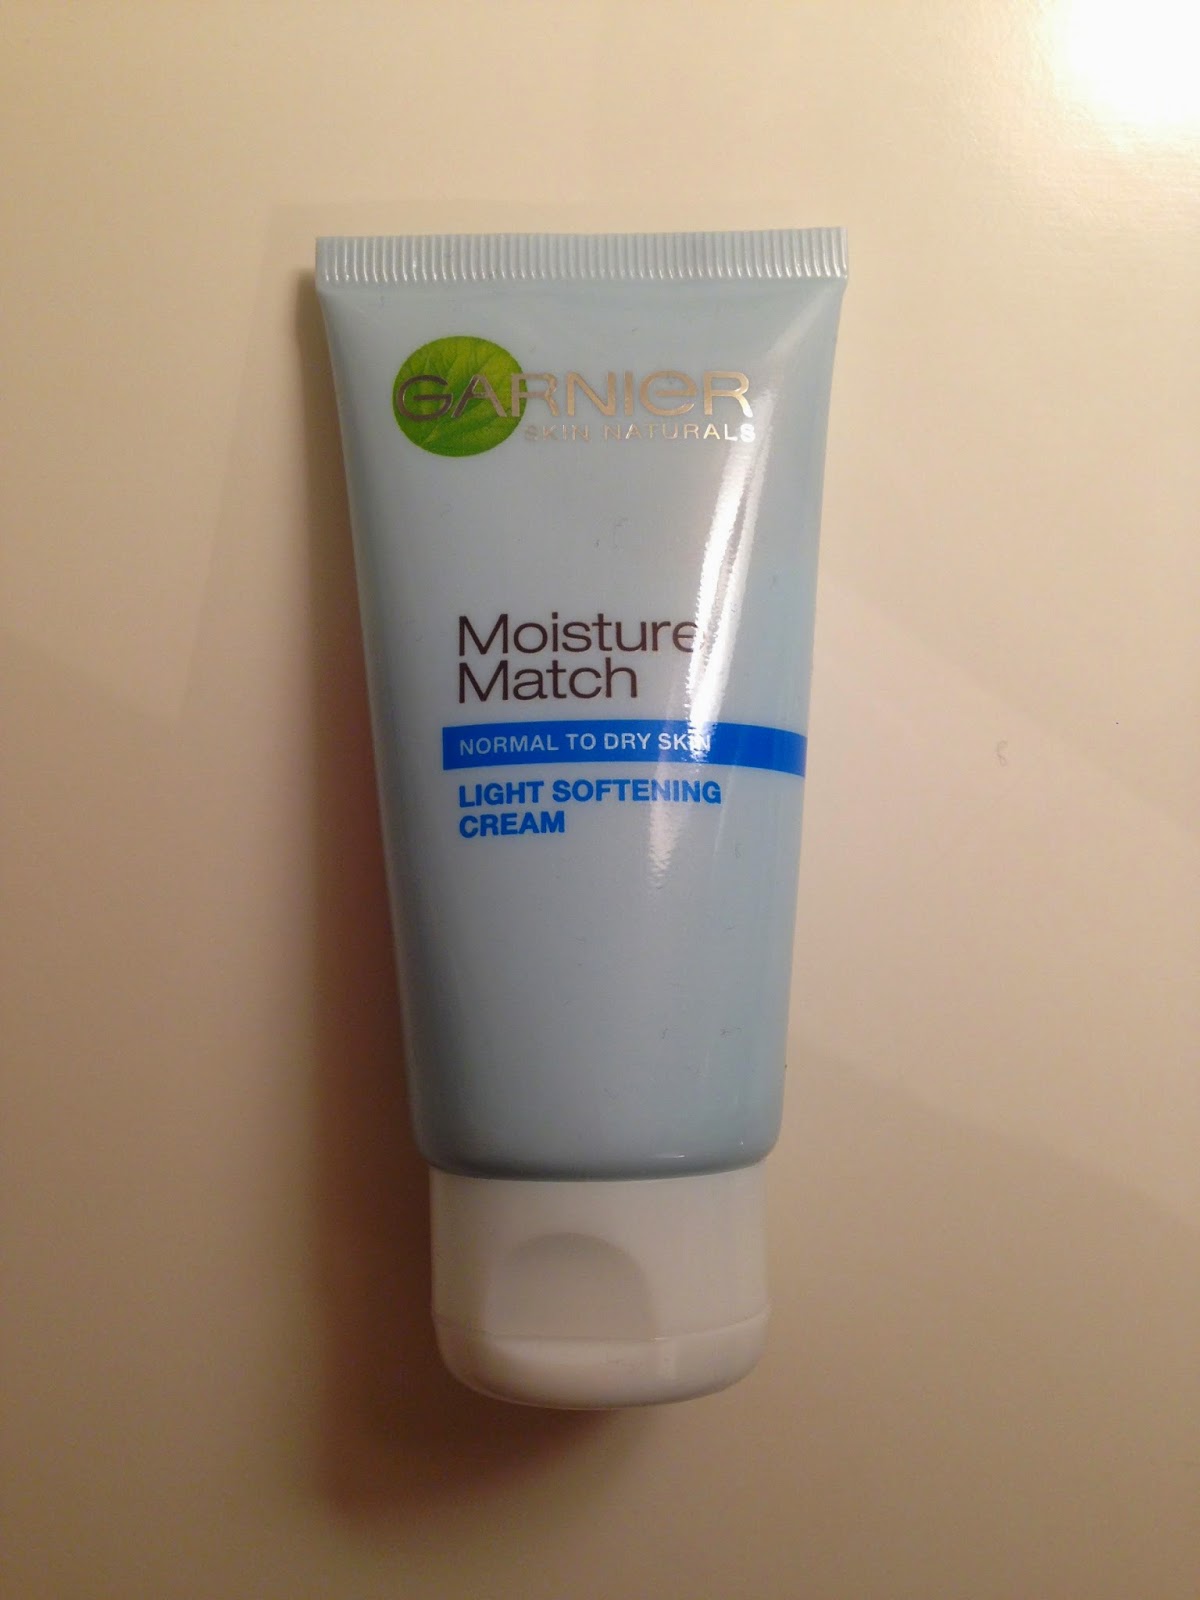 GARNIER
SKIN NATURALS
Moisture
Match
NORMAL TO DRY SKIN
LIGHT SOFTENING
CREAM